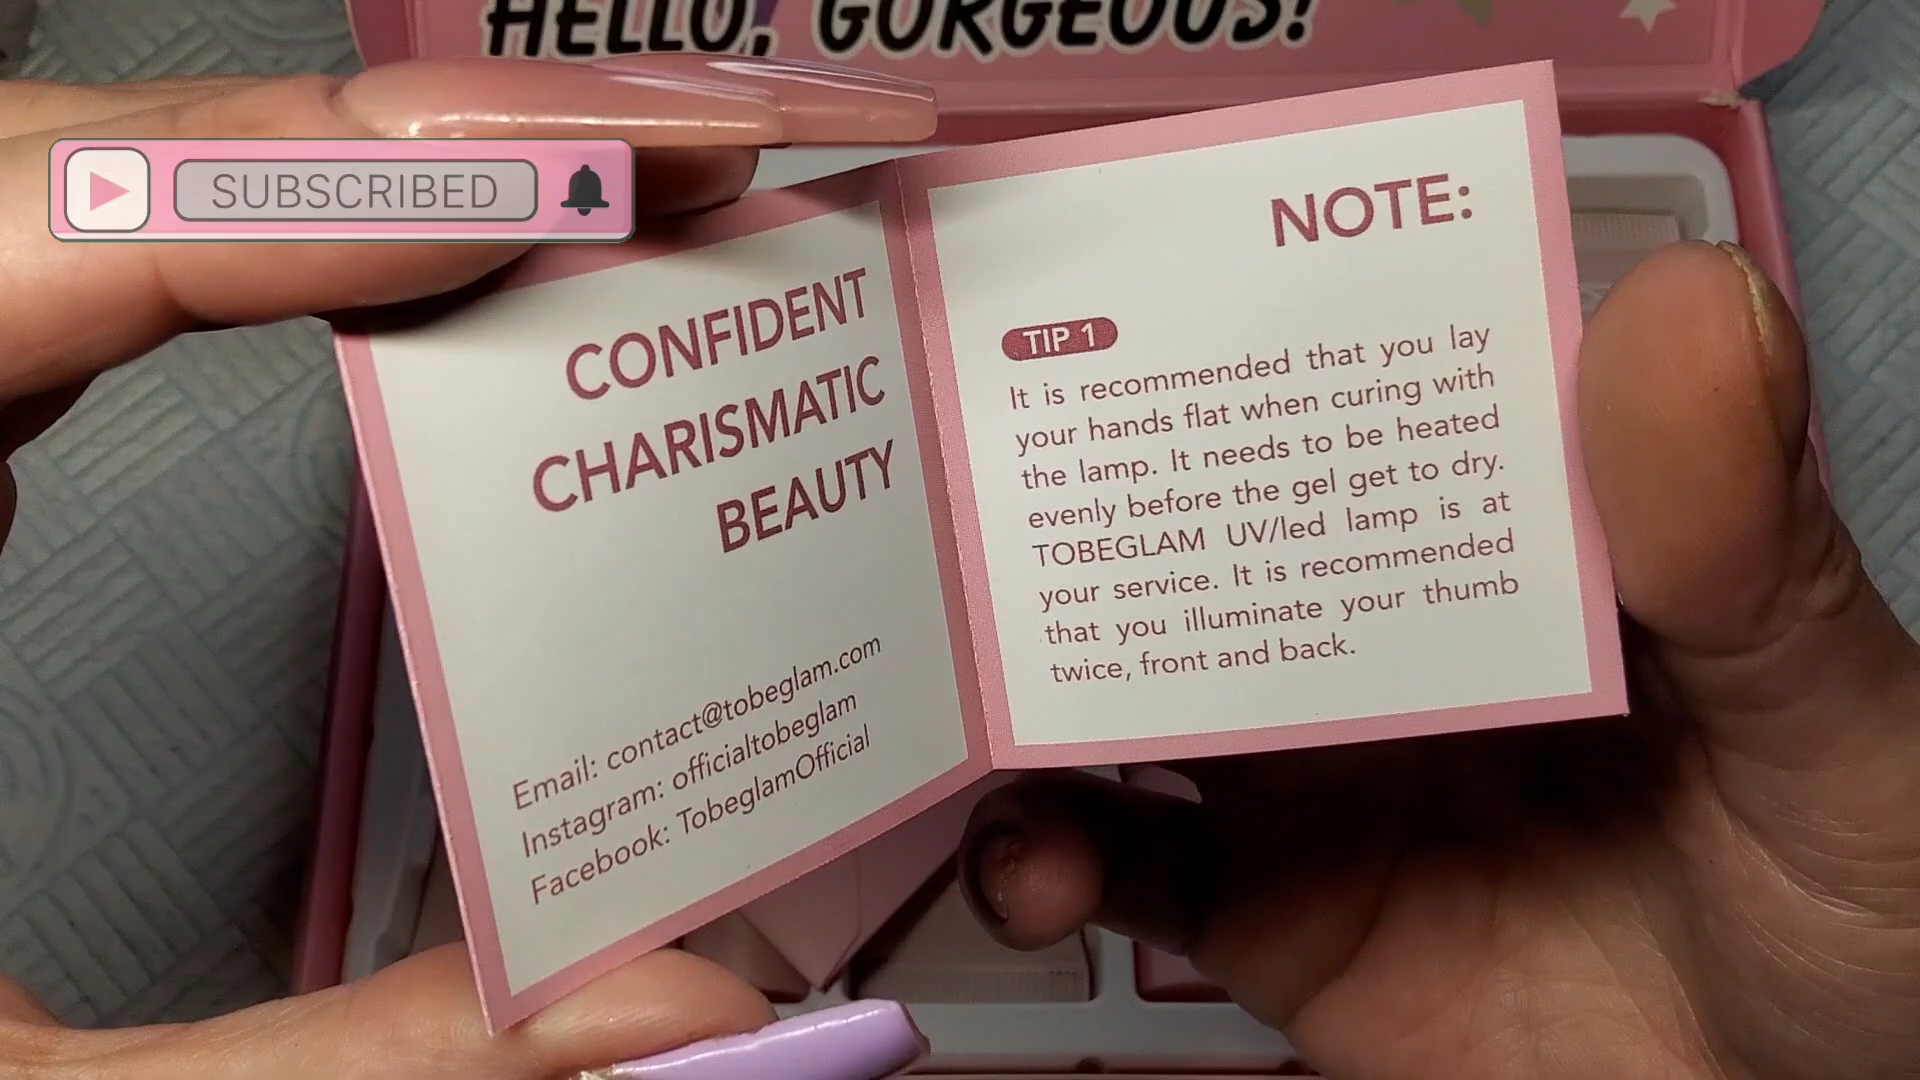 HELLO, GORGEOUS!
SUBSCRIBED
CONFIDENT
CHARISMATIC
BEAUTY
Email: contact@tobeglam.com
Instagram: officialtobeglam
Facebook: TobeglamOfficial
NOTE:
TIP 1
It is recommended that you lay
your hands flat when curing with
the lamp. It needs to be heated
evenly before the gel get to dry.
TOBEGLAM UV/led lamp is at
your service. It is recommended
that you illuminate your thumb
twice, front and back.